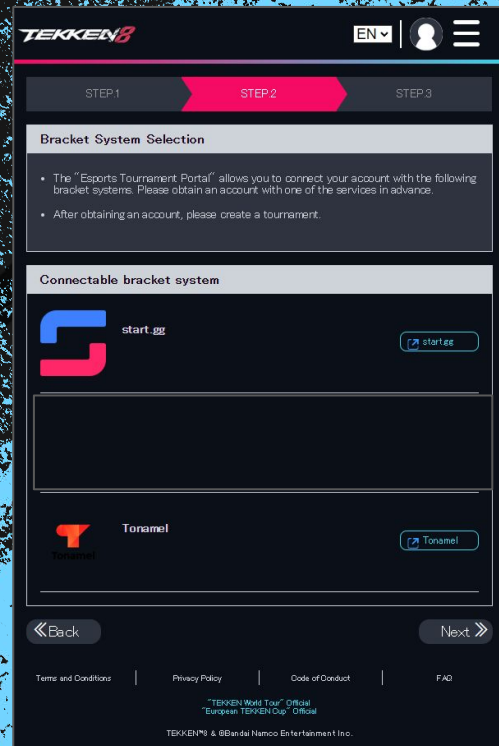 TEKKEN8
EN
STEP.1 STEP.2 STEP.3
Bracket System Selection
• The "Esports Tournament Portal" allows you to connect your account with the following
bracket systems. Please obtain an account with one of the services in advance.
• After obtaining an account, please create a tournament.
Connectable bracket system
start.gg
start.gg
Tonamel
Tonamel
Tonamel
Back Next
Terms and Conditions Privacy Policy Code of Conduct FAQ
"TEKKEN World Tour" Official
"European TEKKEN Cup" Official
TEKKEN™8 & ©Bandai Namco Entertainment Inc.